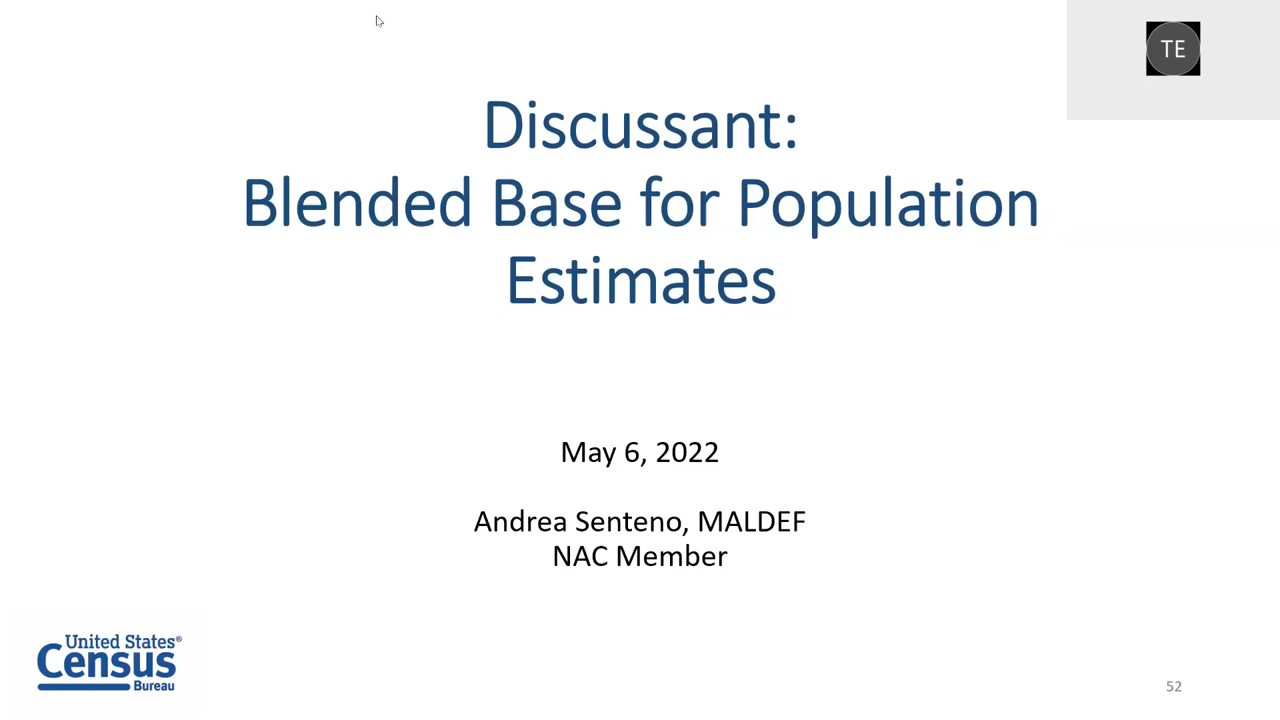 TE
Discussant:
Blended Base for Population
Estimates
May 6, 2022
Andrea Senteno, MALDEF
NAC Member
United States®
Census
Bureau
52